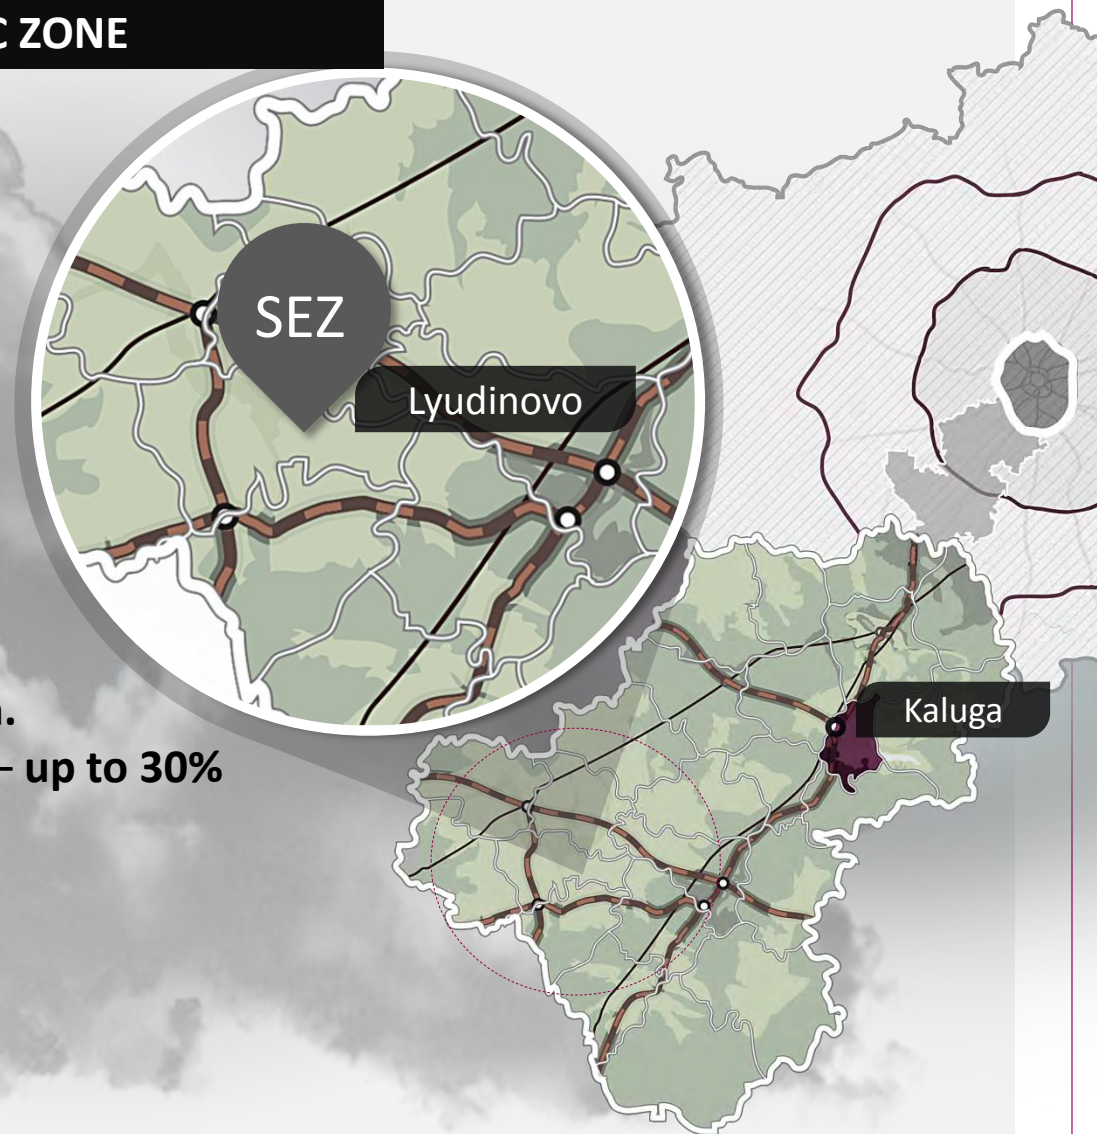 ZONE
SEZ
Lyudinovo
Kaluga
– up to 30%